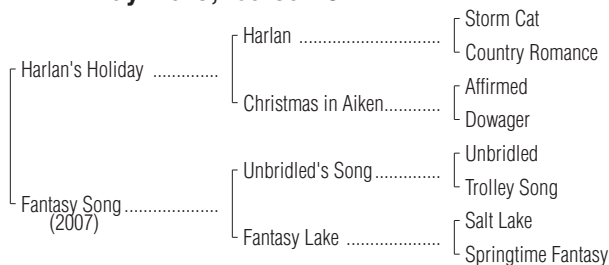 Harlan's Holiday ..............
Harlan ..............................
Storm Cat
Country Romance
Christmas in Aiken............
Affirmed
Dowager
Fantasy Song....................
(2007)
Unbridled's Song..............
Unbridled
Trolley Song
Fantasy Lake ....................
Salt Lake
Springtime Fantasy